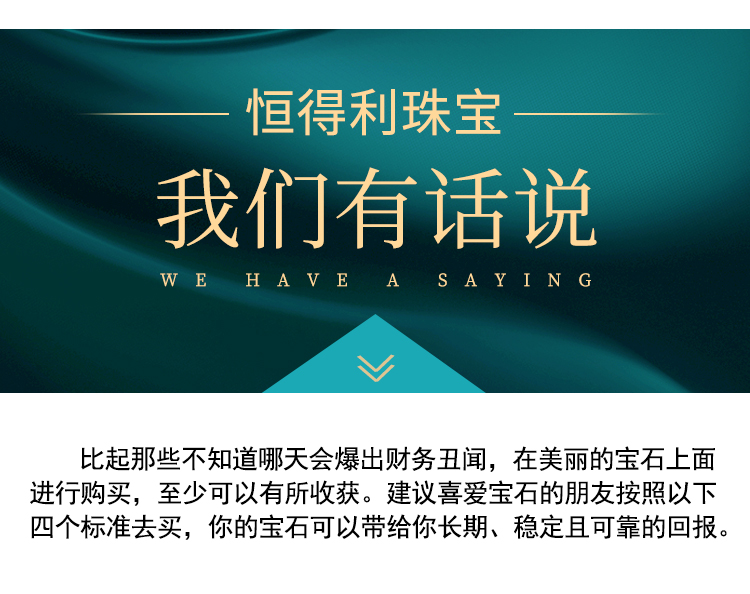 恒得利珠宝
我们有话说
WE HAVE A SAYING
比起那些不知道哪天会爆出财务丑闻，在美丽的宝石上面
进行购买，至少可以有所收获。建议喜爱宝石的朋友按照以下
四个标准去买，你的宝石可以带给你长期、稳定且可靠的回报。